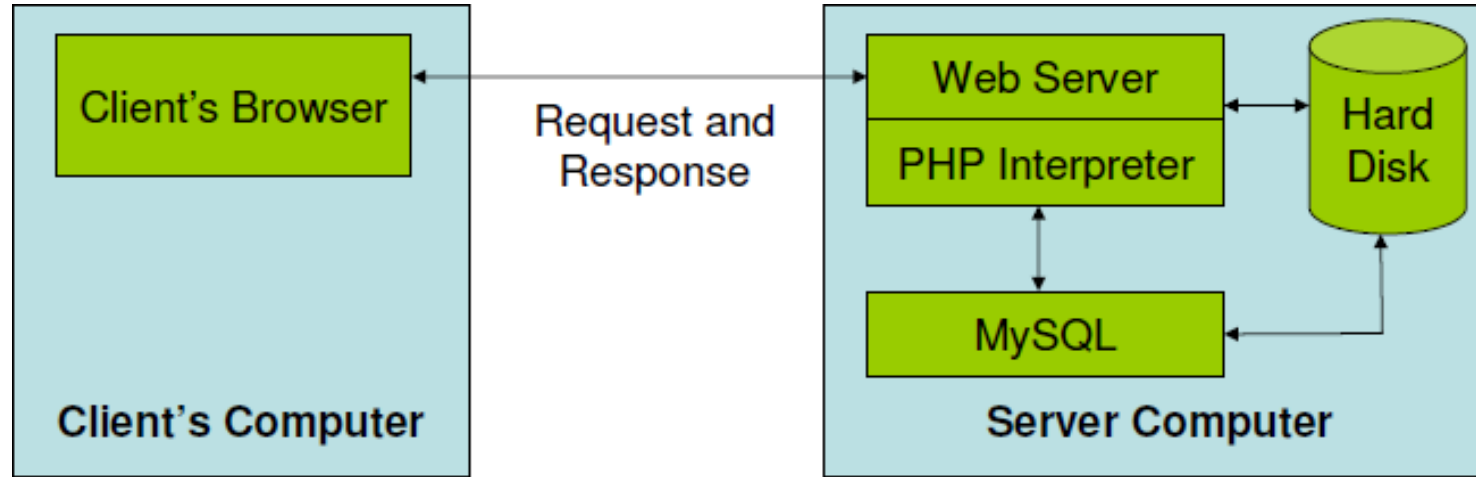 Client’s Browser
Client’s Computer
Request and
Response
Web Server
PHP Interpreter
Hard
Disk
MySQL
Server Computer